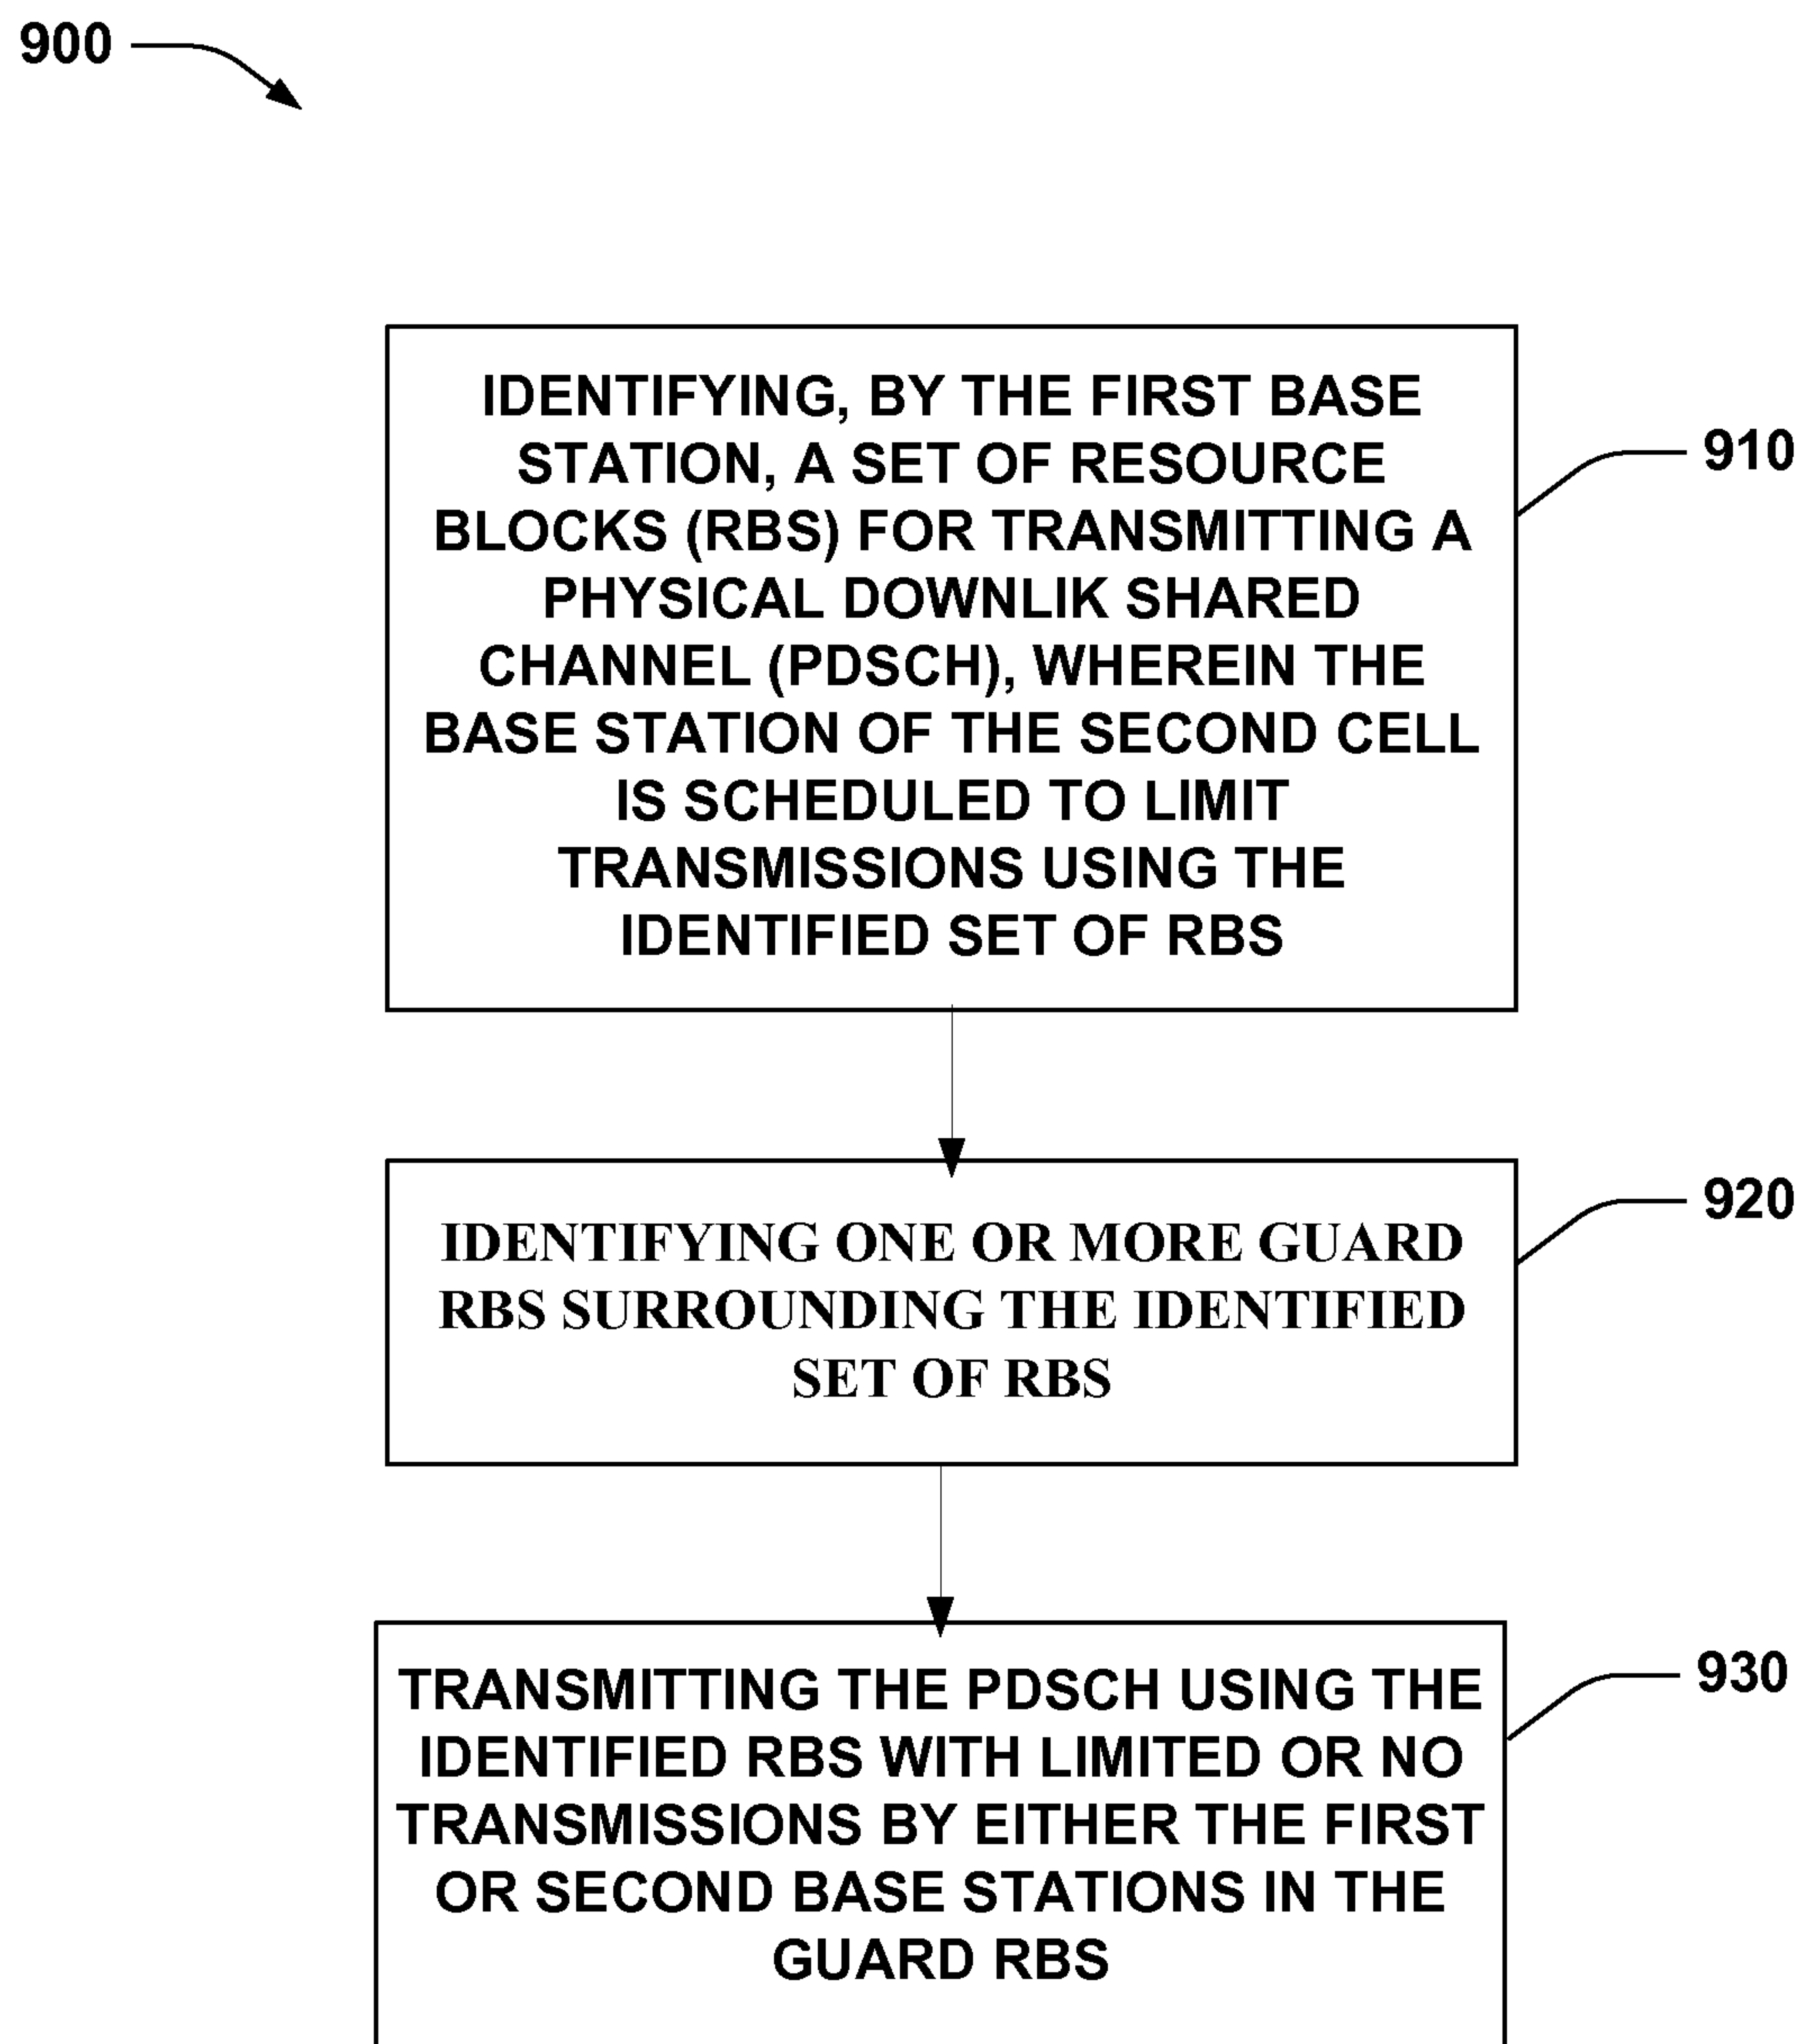 900
IDENTIFYING, BY THE FIRST BASE
STATION, A SET OF RESOURCE
BLOCKS (RBS) FOR TRANSMITTING A
PHYSICAL DOWNLIK SHARED
CHANNEL (PDSCH), WHEREIN THE
BASE STATION OF THE SECOND CELL
IS SCHEDULED TO LIMIT
TRANSMISSIONS USING THE
IDENTIFIED SET OF RBS
910
IDENTIFYING ONE OR MORE GUARD
RBS SURROUNDING THE IDENTIFIED
SET OF RBS
920
TRANSMITTING THE PDSCH USING THE
IDENTIFIED RBS WITH LIMITED OR NO
TRANSMISSIONS BY EITHER THE FIRST
OR SECOND BASE STATIONS IN THE
GUARD RBS
930